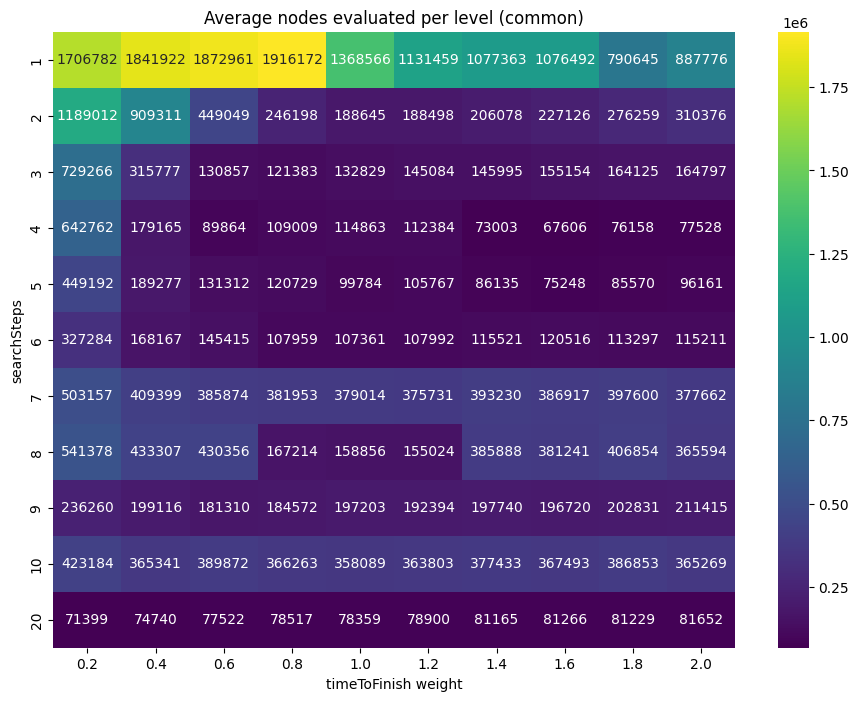 Average nodes evaluated per level (common)
1e6
1 1706782 1841922 1872961 1916172 1368566 1131459 1077363 1076492 790645 887776
2 1189012 909311 449049 246198 188645 188498 206078 227126 276259 310376
3 729266 315777 130857 121383 132829 145084 145995 155154 164125 164797
4 642762 179165 89864 109009 114863 112384 73003 67606 76158 77528
5 449192 189277 131312 120729 99784 105767 86135 75248 85570 96161
6 327284 168167 145415 107959 107361 107992 115521 120516 113297 115211
7 503157 409399 385874 381953 379014 375731 393230 386917 397600 377662
8 541378 433307 430356 167214 158856 155024 385888 381241 406854 365594
9 236260 199116 181310 184572 197203 192394 197740 196720 202831 211415
10 423184 365341 389872 366263 358089 363803 377433 367493 386853 365269
20 71399 74740 77522 78517 78359 78900 81165 81266 81229 81652
0.2 0.4 0.6 0.8 1.0 1.2 1.4 1.6 1.8 2.0
timeToFinish weight
searchSteps
1.75
1.50
1.25
1.00
0.75
0.50
0.25